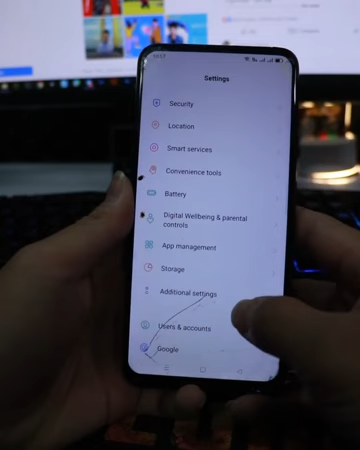 Settings
Security
Location
Smart services
Convenience tools
Battery
Digital Wellbeing & parental
controls
App management
Storage
Additional settings
Users & accounts
Google